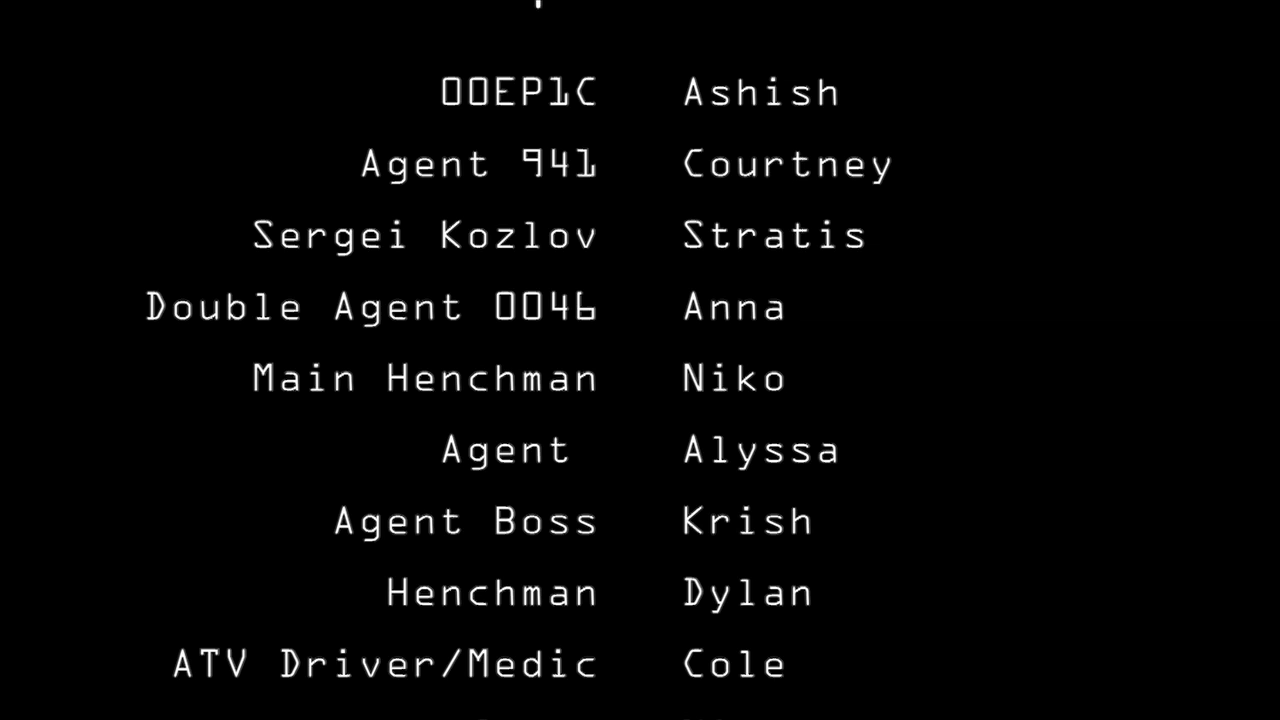 00EP1C Ashish
Agent 941 Courtney
Sergei Kozlov Stratis
Double Agent 0046 Anna
Main Henchman Niko
Agent Alyssa
Agent Boss Krish
Henchman Dylan
ATV Driver/Medic Cole